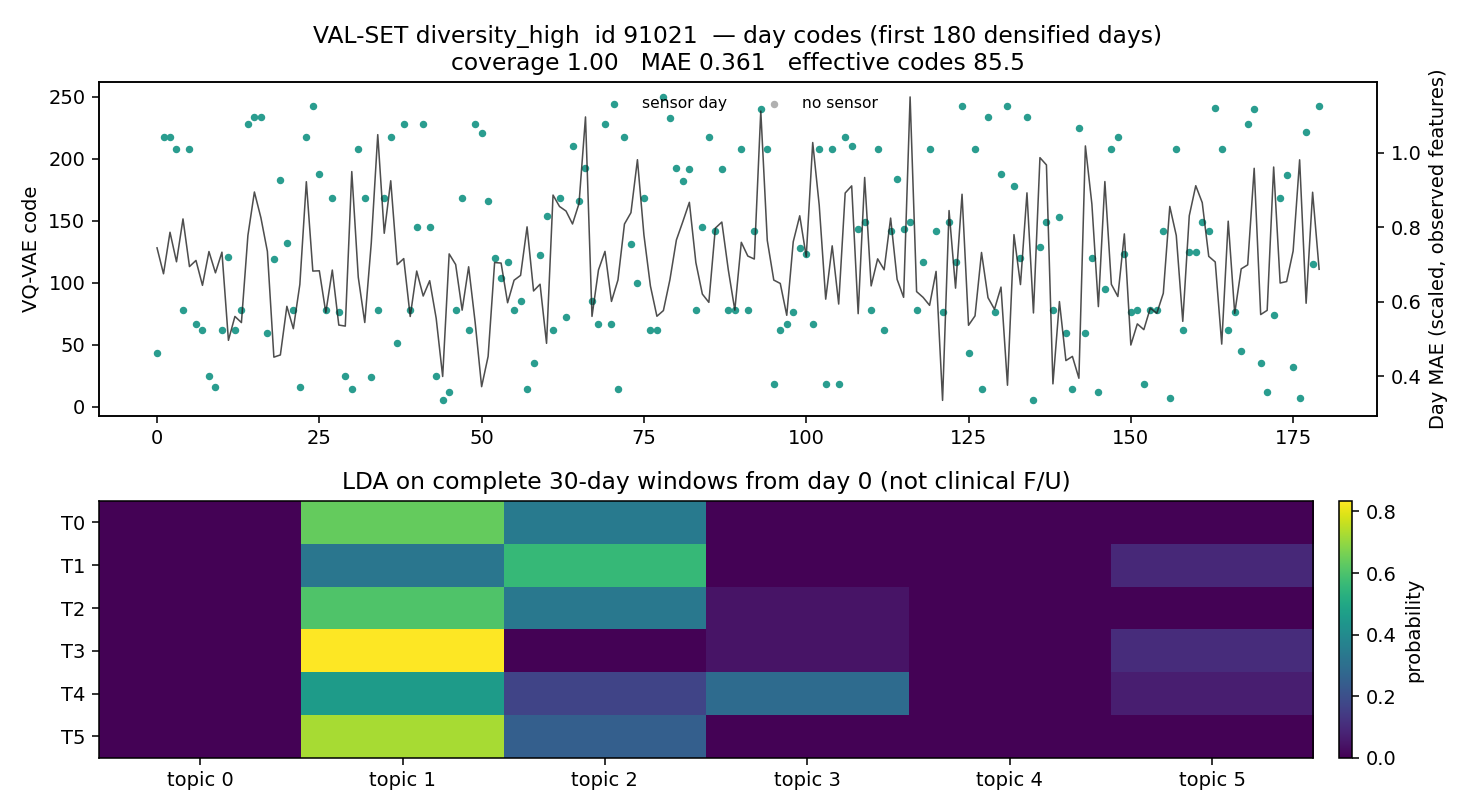 VAL-SET diversity_high  id 91021  — day codes (first 180 densified days)
coverage 1.00   MAE 0.361   effective codes 85.5
VQ-VAE code
250
200
150
100
50
0
sensor day
no sensor
1.0
0.8
0.6
0.4
Day MAE (scaled, observed features)
0 25 50 75 100 125 150 175
LDA on complete 30-day windows from day 0 (not clinical F/U)
T0
T1
T2
T3
T4
T5
topic 0 topic 1 topic 2 topic 3 topic 4 topic 5
0.8
0.6
0.4
0.2
0.0
probability